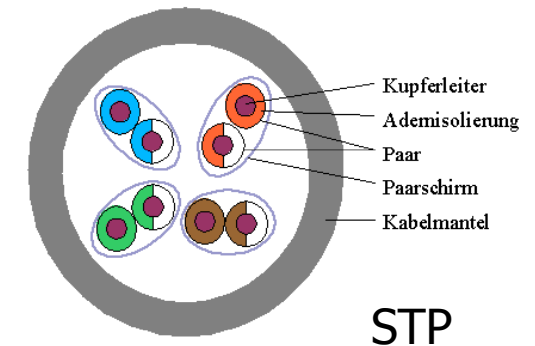 Kupferleiter
Adernisolierung
Paar
Paarschirm
Kabelmantel
STP